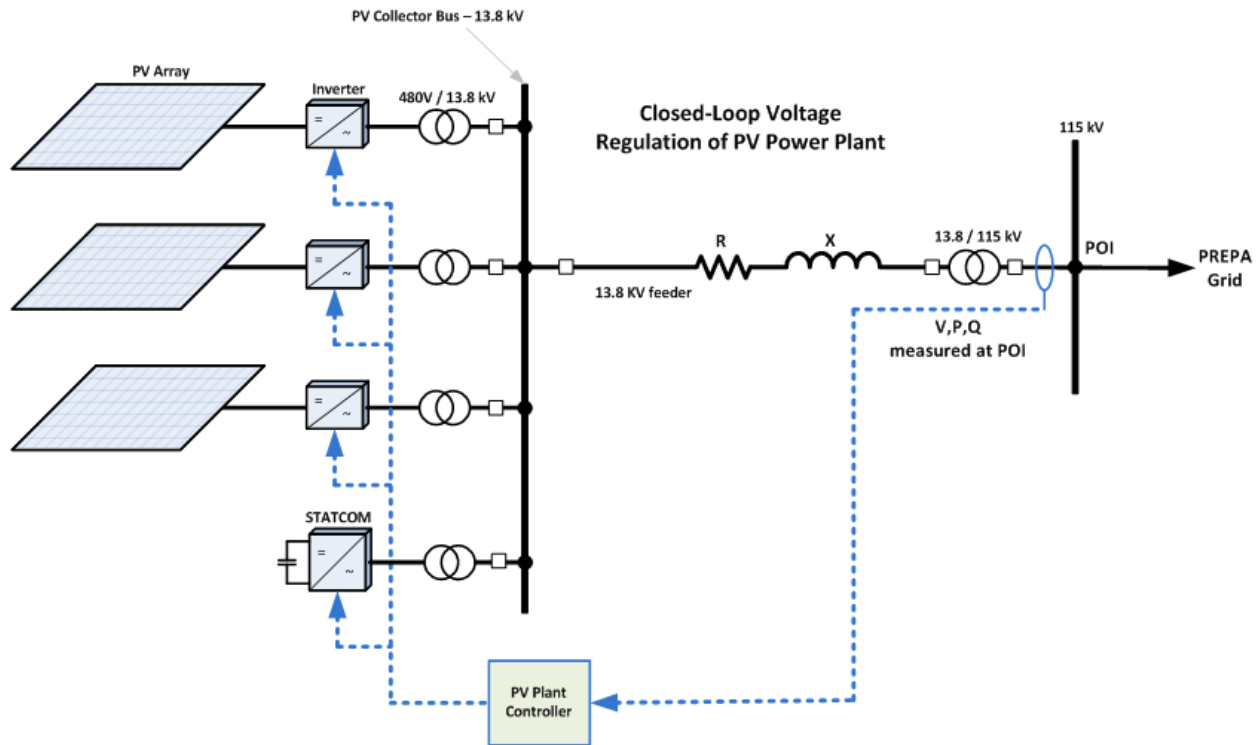 PV Collector Bus – 13.8 kV
PV Array
Inverter
480V / 13.8 kV
Closed-Loop Voltage
Regulation of PV Power Plant
115 kV
R
X
13.8 / 115 kV
POI
PREPA
Grid
13.8 KV feeder
V,P,Q
measured at POI
=
~
=
~
=
~
STATCOM
=
~
PV Plant
Controller